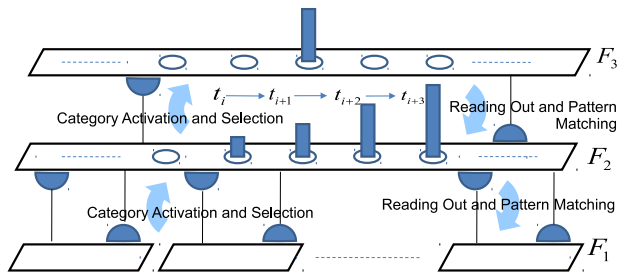 F3
ti → ti+1 → ti+2 → ti+3
Category Activation and Selection
Reading Out and Pattern
Matching
F2
Category Activation and Selection
Reading Out and Pattern Matching
F1